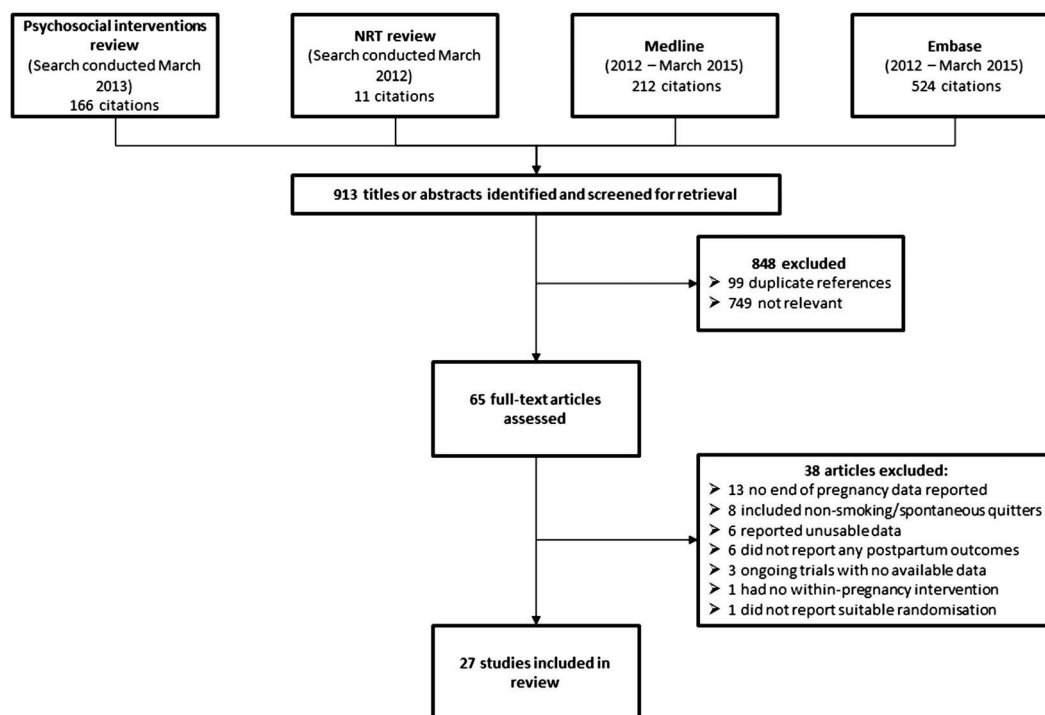 Psychosocial interventions
review
(Search conducted March
2013)
166 citations
NRT review
(Search conducted March
2012)
11 citations
Medline
(2012 – March 2015)
212 citations
Embase
(2012 – March 2015)
524 citations
913 titles or abstracts identified and screened for retrieval
848 excluded
➢ 99 duplicate references
➢ 749 not relevant
65 full-text articles
assessed
38 articles excluded:
➢ 13 no end of pregnancy data reported
➢ 8 included non-smoking/spontaneous quitters
➢ 6 reported unusable data
➢ 6 did not report any postpartum outcomes
➢ 3 ongoing trials with no available data
➢ 1 had no within-pregnancy intervention
➢ 1 did not report suitable randomisation
27 studies included in
review